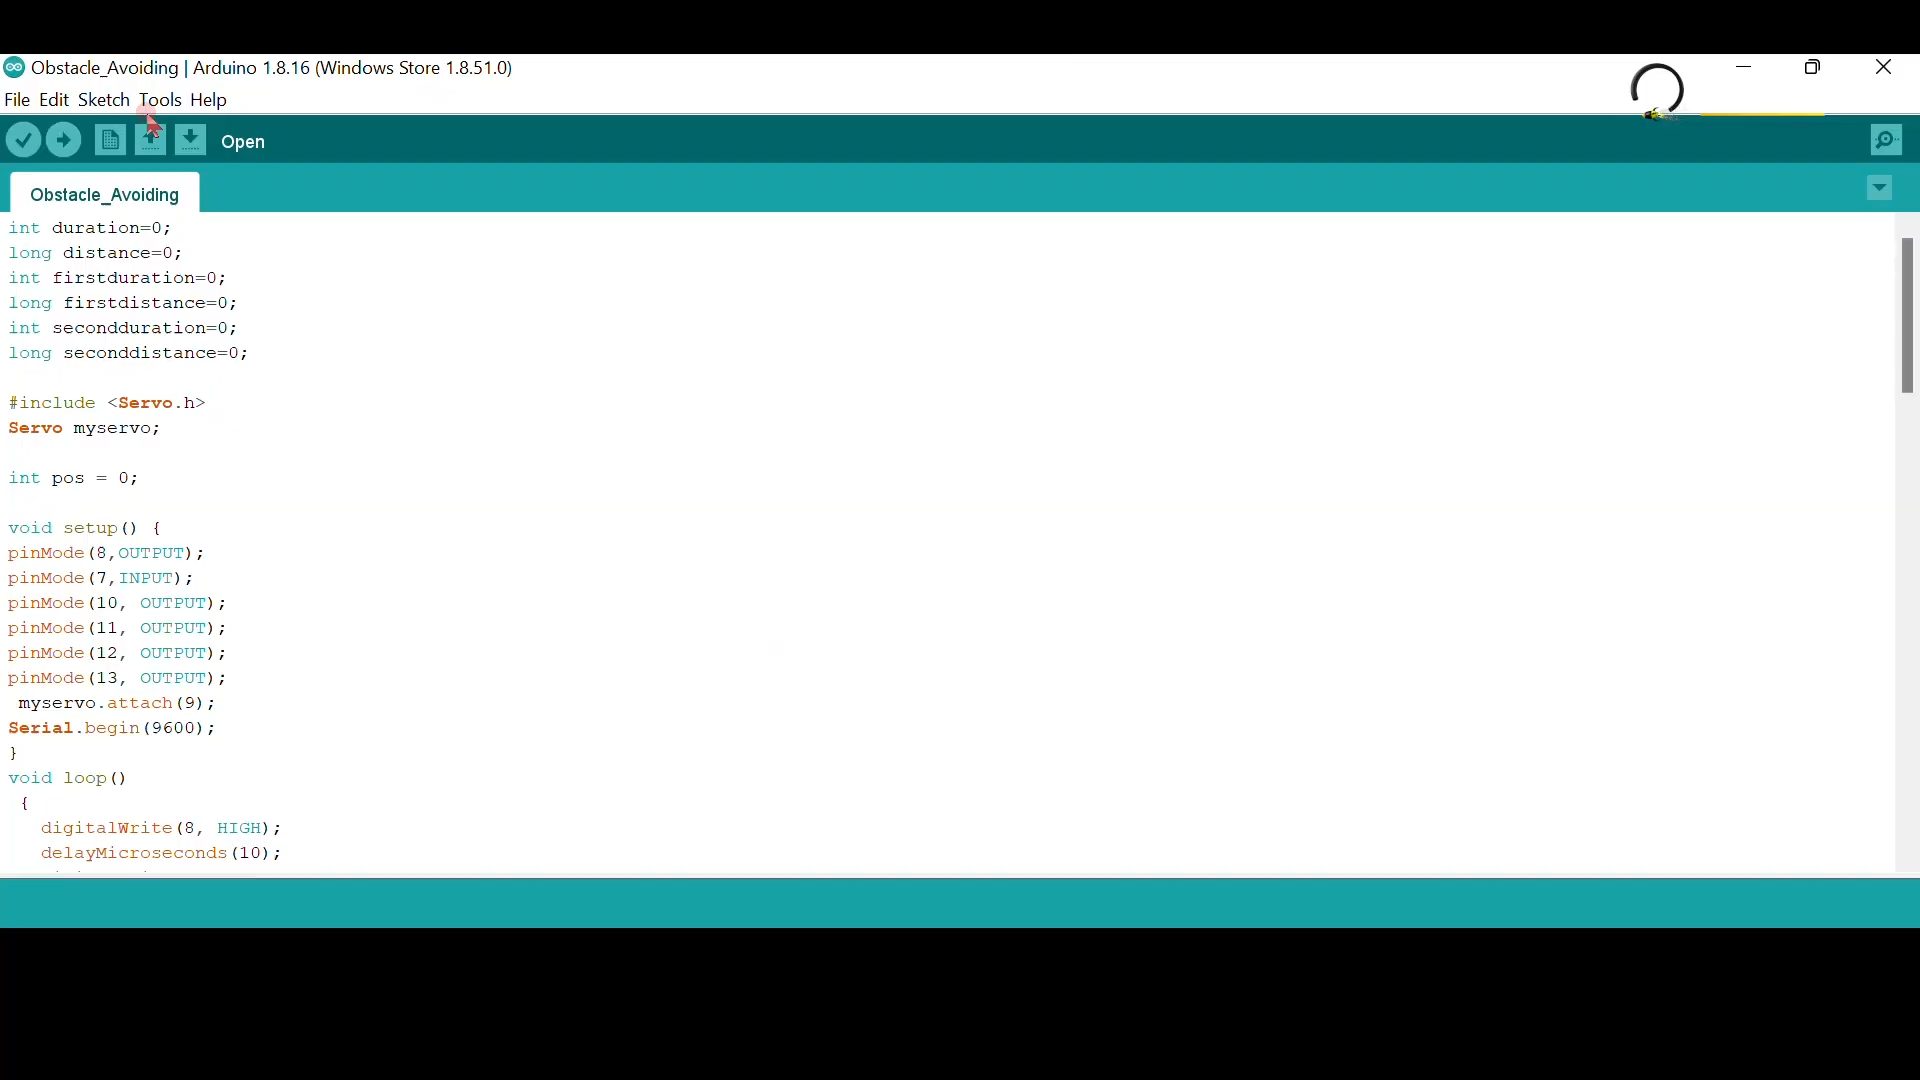 Obstacle_Avoiding | Arduino 1.8.16 (Windows Store 1.8.51.0)
File Edit Sketch Tools Help
Open
Obstacle_Avoiding
int duration=0;
long distance=0;
int firstduration=0;
long firstdistance=0;
int secondduration=0;
long seconddistance=0;
#include <Servo.h>
Servo myservo;
int pos = 0;
void setup() {
pinMode(8,OUTPUT);
pinMode(7,INPUT);
pinMode(10, OUTPUT);
pinMode(11, OUTPUT);
pinMode(12, OUTPUT);
pinMode(13, OUTPUT);
myservo.attach(9);
Serial.begin(9600);
}
void loop()
{
digitalWrite(8, HIGH);
delayMicroseconds(10);